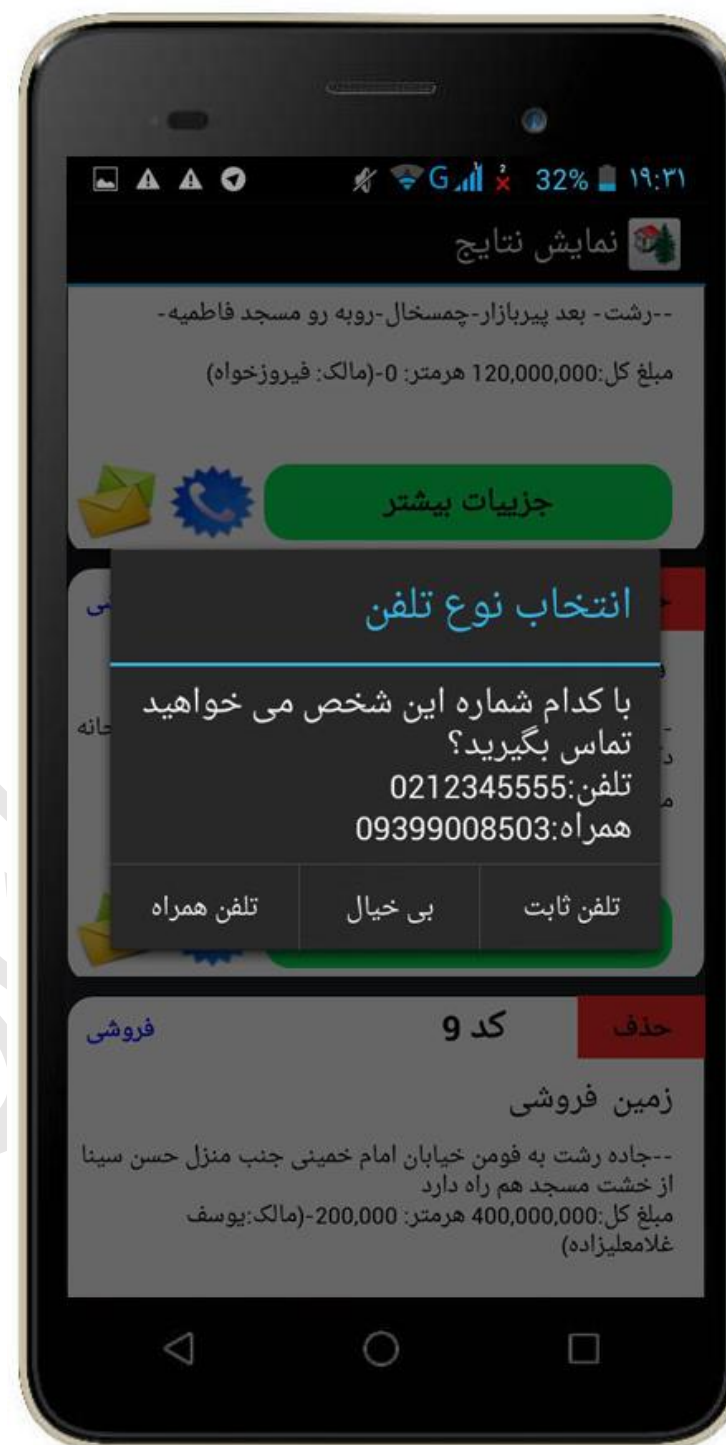 32% ۱۹:۳۱
نمایش نتایج
--رشت- بعد پیربازار-چمسخال-روبه رو مسجد فاطمیه-
مبلغ کل:120,000,000 هرمتر: 0-(مالک: فیروزخواه)
جزییات بیشتر
انتخاب نوع تلفن
با کدام شماره این شخص می خواهید
تماس بگیرید؟
تلفن:0212345555
همراه:09399008503
تلفن ثابت
بی خیال
تلفن همراه
حذف
کد 9
فروشی
زمین فروشی
--جاده رشت به فومن خیابان امام خمینی جنب منزل حسن سینا
از خشت مسجد هم راه دارد
مبلغ کل:400,000,000 هرمتر: 200,000-(مالک:یوسف
غلامعلیزاده)